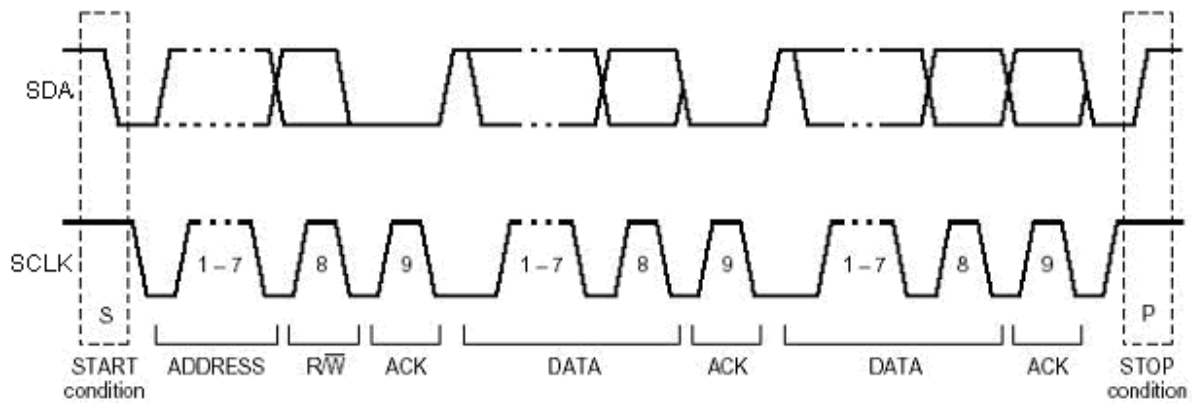 SDA
SCLK
1 – 7 8 9 1 – 7 8 9 1 – 7 8 9
S P
START ADDRESS R/W̅ ACK DATA ACK DATA ACK STOP
condition condition